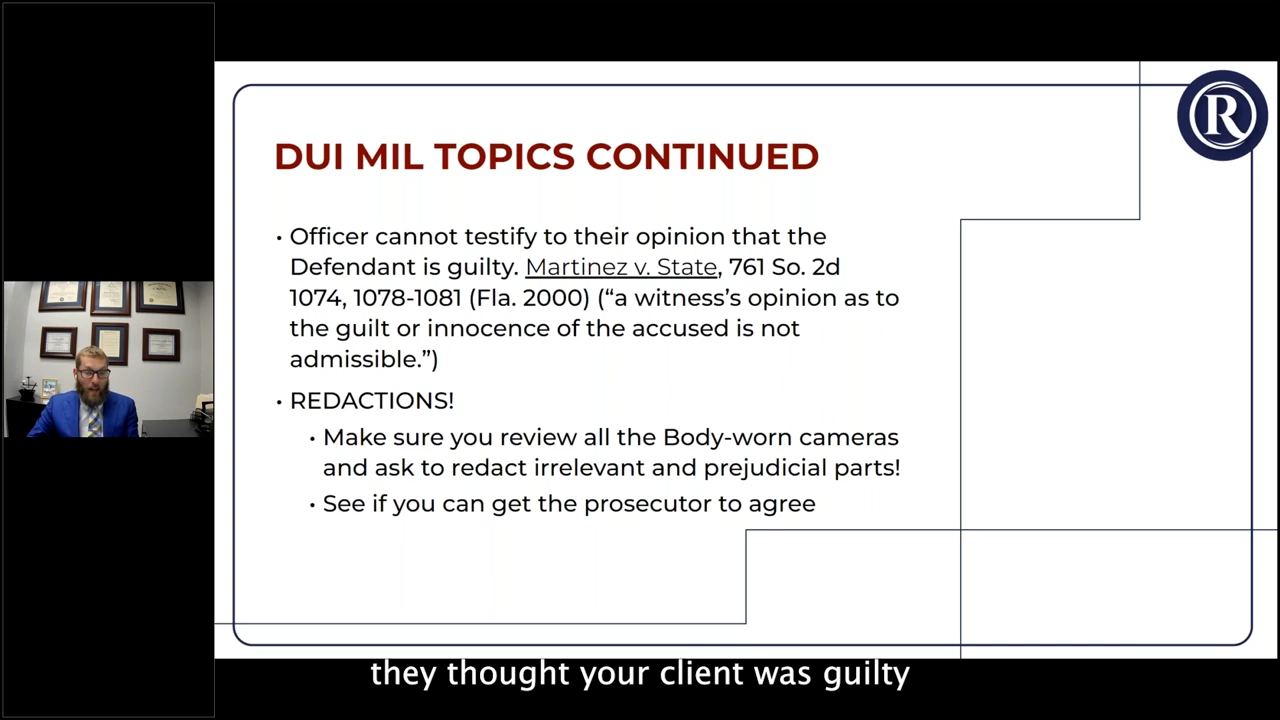 R
DUI MIL TOPICS CONTINUED
• Officer cannot testify to their opinion that the
Defendant is guilty. Martinez v. State, 761 So. 2d
1074, 1078-1081 (Fla. 2000) (“a witness’s opinion as to
the guilt or innocence of the accused is not
admissible.”)
• REDACTIONS!
• Make sure you review all the Body-worn cameras
and ask to redact irrelevant and prejudicial parts!
• See if you can get the prosecutor to agree
they thought your client was guilty